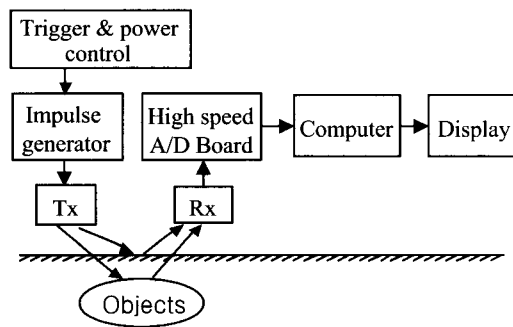 Trigger & power
control
Impulse
generator
High speed
A/D Board
Computer
Display
Tx
Rx
Objects